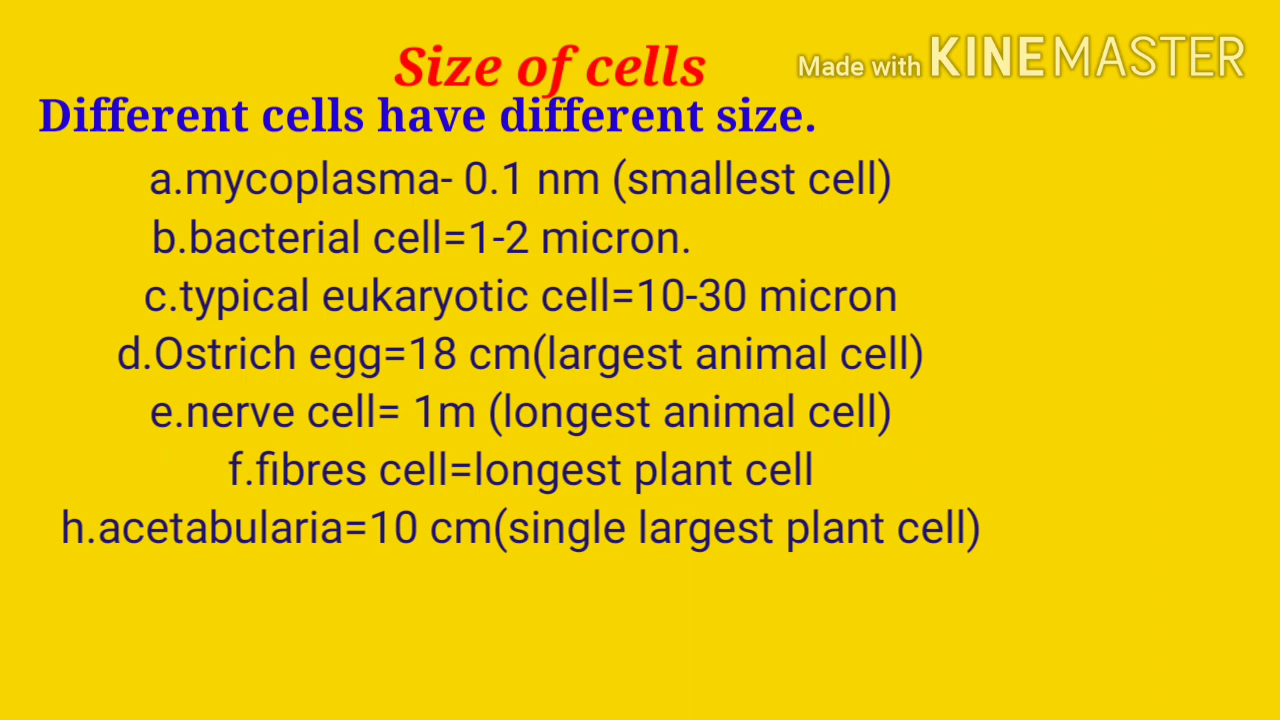 Size of cells
Made with KINEMASTER
Different cells have different size.
a.mycoplasma- 0.1 nm (smallest cell)
b.bacterial cell=1-2 micron.
c.typical eukaryotic cell=10-30 micron
d.Ostrich egg=18 cm(largest animal cell)
e.nerve cell= 1m (longest animal cell)
f.fibres cell=longest plant cell
h.acetabularia=10 cm(single largest plant cell)